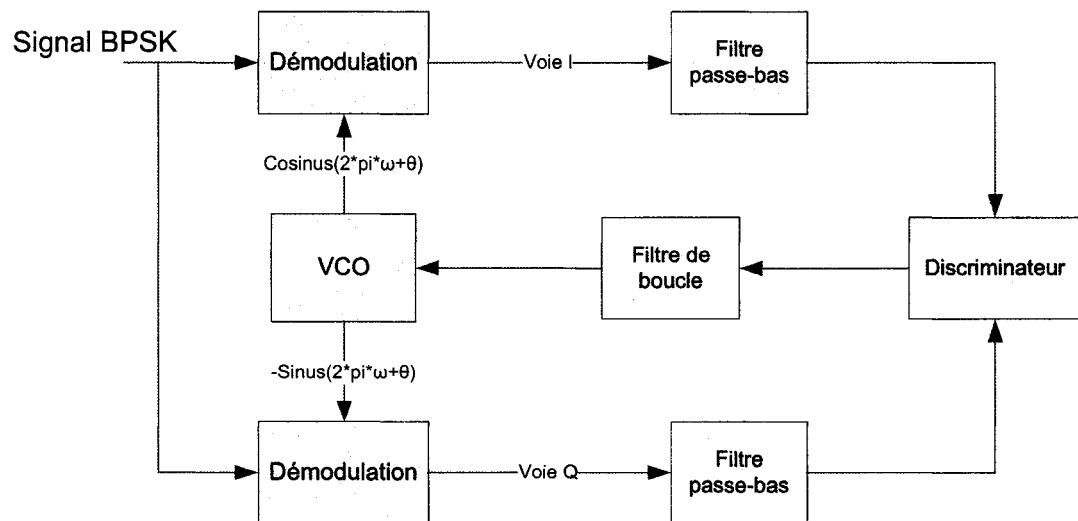 Signal BPSK
Démodulation
Voie I
Filtre
passe-bas
Cosinus(2*pi*ω+θ)
VCO
Filtre de
boucle
Discriminateur
-Sinus(2*pi*ω+θ)
Démodulation
Voie Q
Filtre
passe-bas